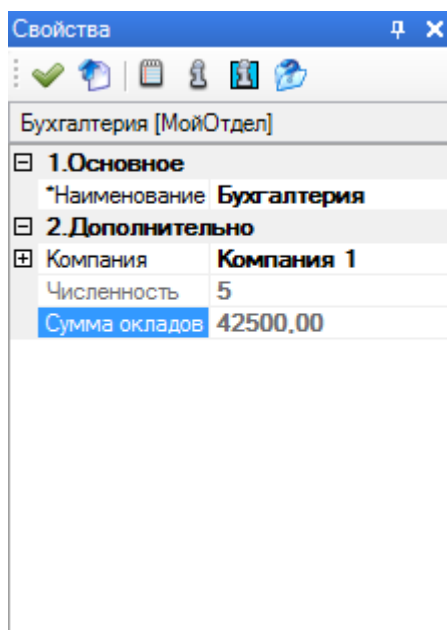 Свойства
Бухгалтерия [МойОтдел]
1.Основное
*Наименование Бухгалтерия
2.Дополнительно
Компания Компания 1
Численность 5
Сумма окладов 42500,00